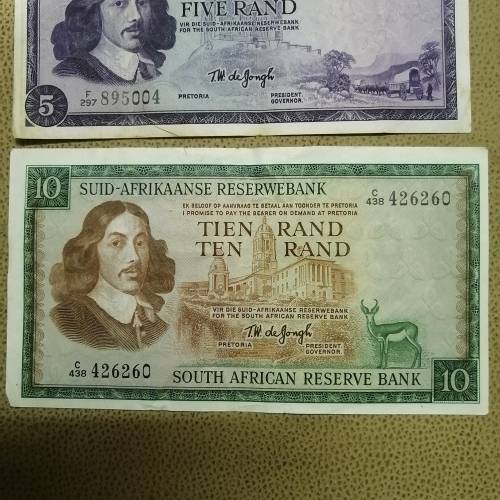 FIVE RAND
VIR DIE SUID-AFRIKAANSE RESERWEBANK
FOR THE SOUTH AFRICAN RESERVE BANK
T.W. de Jongh
PRETORIA
PRESIDENT.
GOVERNOR.
5
F/297 895004
10
SUID-AFRIKAANSE RESERWEBANK
C/438 426260
EK BELOOF OP AANVRAAG TE BETAAL AAN TOONDER TE PRETORIA
I PROMISE TO PAY THE BEARER ON DEMAND AT PRETORIA
TIEN RAND
TEN RAND
VIR DIE SUID-AFRIKAANSE RESERWEBANK
FOR THE SOUTH AFRICAN RESERVE BANK
T.W. de Jongh
PRETORIA
PRESIDENT.
GOVERNOR.
C/438 426260
SOUTH AFRICAN RESERVE BANK
10